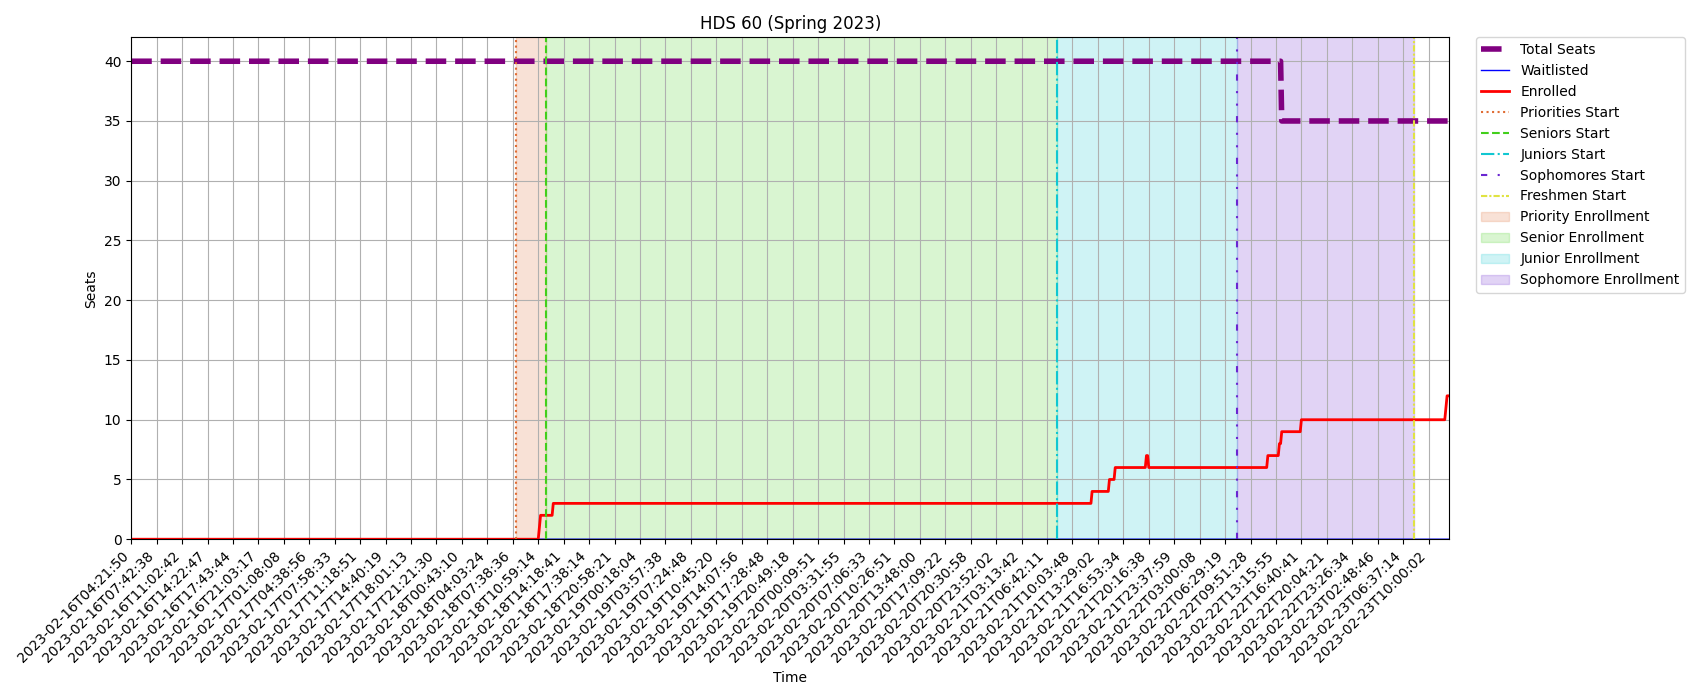 HDS 60 (Spring 2023)
Seats
40
35
30
25
20
15
10
5
0
2023-02-16T04:21:50
2023-02-16T07:42:38
2023-02-16T11:02:42
2023-02-16T14:22:47
2023-02-16T17:43:44
2023-02-16T21:03:17
2023-02-17T01:08:08
2023-02-17T04:38:56
2023-02-17T07:58:33
2023-02-17T11:18:51
2023-02-17T14:40:19
2023-02-17T18:01:13
2023-02-17T21:21:30
2023-02-18T00:43:10
2023-02-18T04:03:24
2023-02-18T07:38:36
2023-02-18T10:59:14
2023-02-18T14:18:41
2023-02-18T17:38:14
2023-02-18T20:58:21
2023-02-19T00:18:04
2023-02-19T03:57:38
2023-02-19T07:24:48
2023-02-19T10:45:20
2023-02-19T14:07:56
2023-02-19T17:28:48
2023-02-19T20:49:18
2023-02-20T00:09:51
2023-02-20T03:31:55
2023-02-20T07:06:33
2023-02-20T10:26:51
2023-02-20T13:48:00
2023-02-20T17:09:22
2023-02-20T20:30:58
2023-02-20T23:52:02
2023-02-21T03:13:42
2023-02-21T06:42:11
2023-02-21T10:03:48
2023-02-21T13:29:02
2023-02-21T16:53:34
2023-02-21T20:16:38
2023-02-21T23:37:59
2023-02-22T03:00:08
2023-02-22T06:29:19
2023-02-22T09:51:28
2023-02-22T13:15:55
2023-02-22T16:40:41
2023-02-22T20:04:21
2023-02-22T23:26:34
2023-02-23T02:48:46
2023-02-23T06:37:14
2023-02-23T10:00:02
Time
Total Seats
Waitlisted
Enrolled
Priorities Start
Seniors Start
Juniors Start
Sophomores Start
Freshmen Start
Priority Enrollment
Senior Enrollment
Junior Enrollment
Sophomore Enrollment